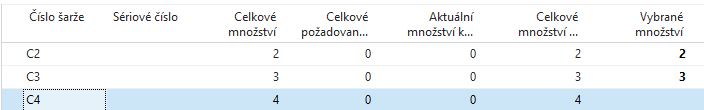 Číslo šarže Sériové číslo Celkové množství Celkové požadovan... Aktuální množství k... Celkové množství ... Vybrané množství
C2 2 0 0 2 2
C3 3 0 0 3 3
C4 4 0 0 4